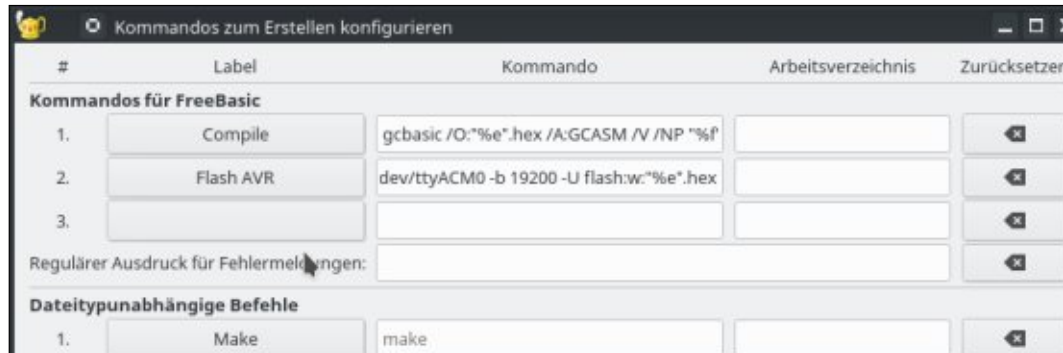 Kommandos zum Erstellen konfigurieren
# Label Kommando Arbeitsverzeichnis Zurücksetzen
Kommandos für FreeBasic
1. Compile gcbasic /O:"%e".hex /A:GCASM /V /NP "%f"
2. Flash AVR dev/ttyACM0 -b 19200 -U flash:w:"%e".hex
3.
Regulärer Ausdruck für Fehlermeldungen:
Dateitypunabhängige Befehle
1. Make make